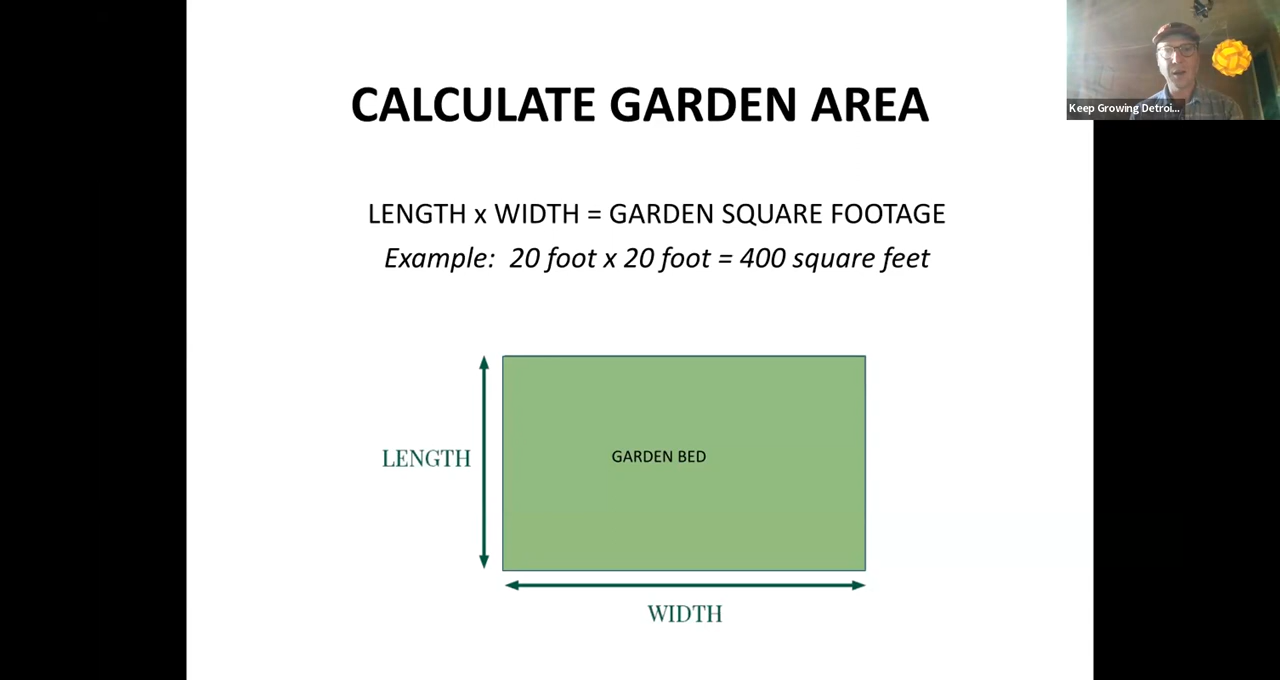 CALCULATE GARDEN AREA
LENGTH x WIDTH = GARDEN SQUARE FOOTAGE
Example:  20 foot x 20 foot = 400 square feet
LENGTH
GARDEN BED
WIDTH
Keep Growing Detroi...